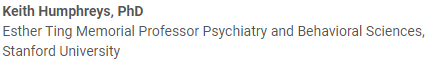 Keith Humphreys, PhD
Esther Ting Memorial Professor Psychiatry and Behavioral Sciences,
Stanford University